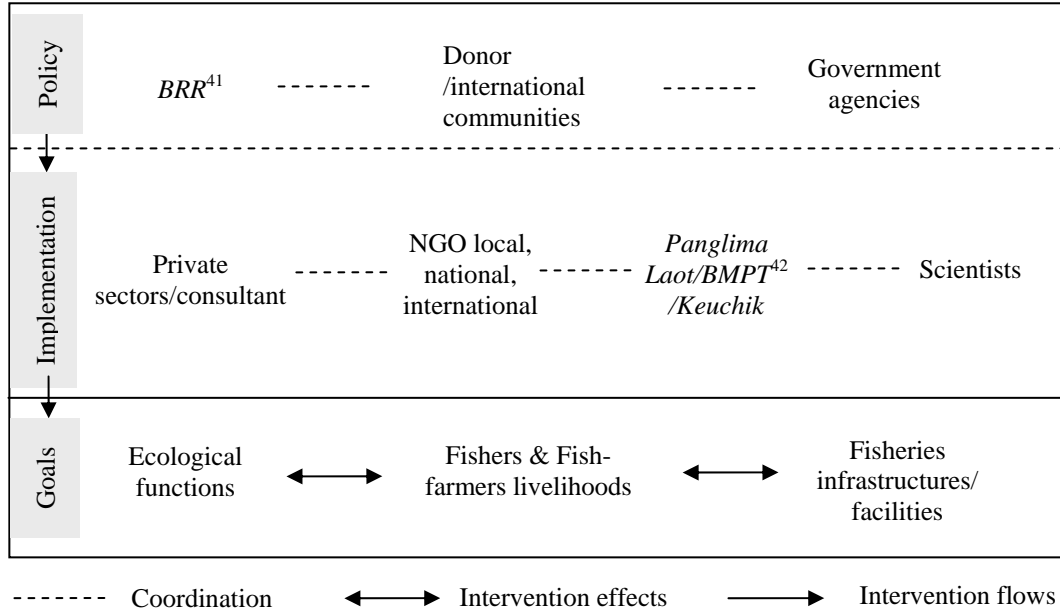 Policy
BRR41
Donor
/international
communities
Government
agencies
Implementation
Private
sectors/consultant
NGO local,
national,
international
Panglima
Laot/BMPT42
/Keuchik
Scientists
Goals
Ecological
functions
Fishers & Fish-
farmers livelihoods
Fisheries
infrastructures/
facilities
Coordination
Intervention effects
Intervention flows